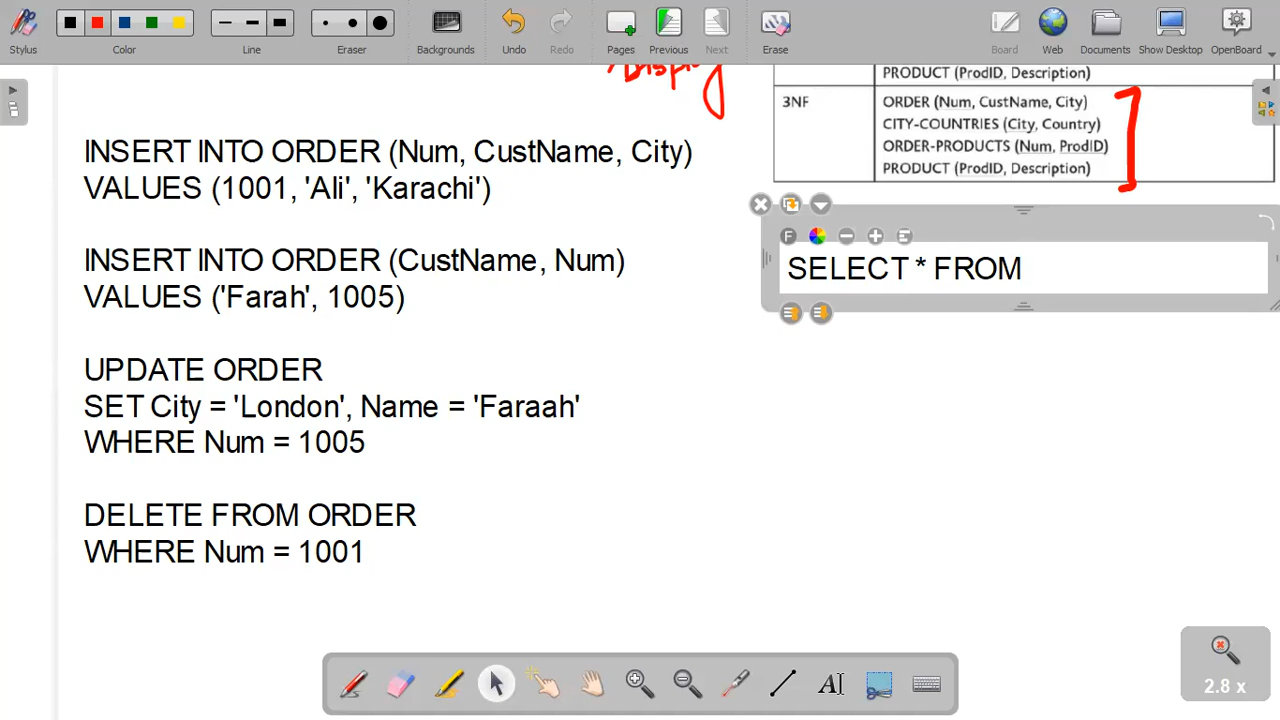 Stylus
Color
Line
Eraser
Backgrounds
Undo
Redo
Pages
Previous
Next
Erase
Board
Web
Documents
Show Desktop
OpenBoard
PRODUCT (ProdID, Description)
3NF
ORDER (Num, CustName, City)
CITY-COUNTRIES (City, Country)
ORDER-PRODUCTS (Num, ProdID)
PRODUCT (ProdID, Description)
INSERT INTO ORDER (Num, CustName, City)
VALUES (1001, 'Ali', 'Karachi')
INSERT INTO ORDER (CustName, Num)
VALUES ('Farah', 1005)
UPDATE ORDER
SET City = 'London', Name = 'Faraah'
WHERE Num = 1005
DELETE FROM ORDER
WHERE Num = 1001
F
SELECT * FROM
AI
2.8 x